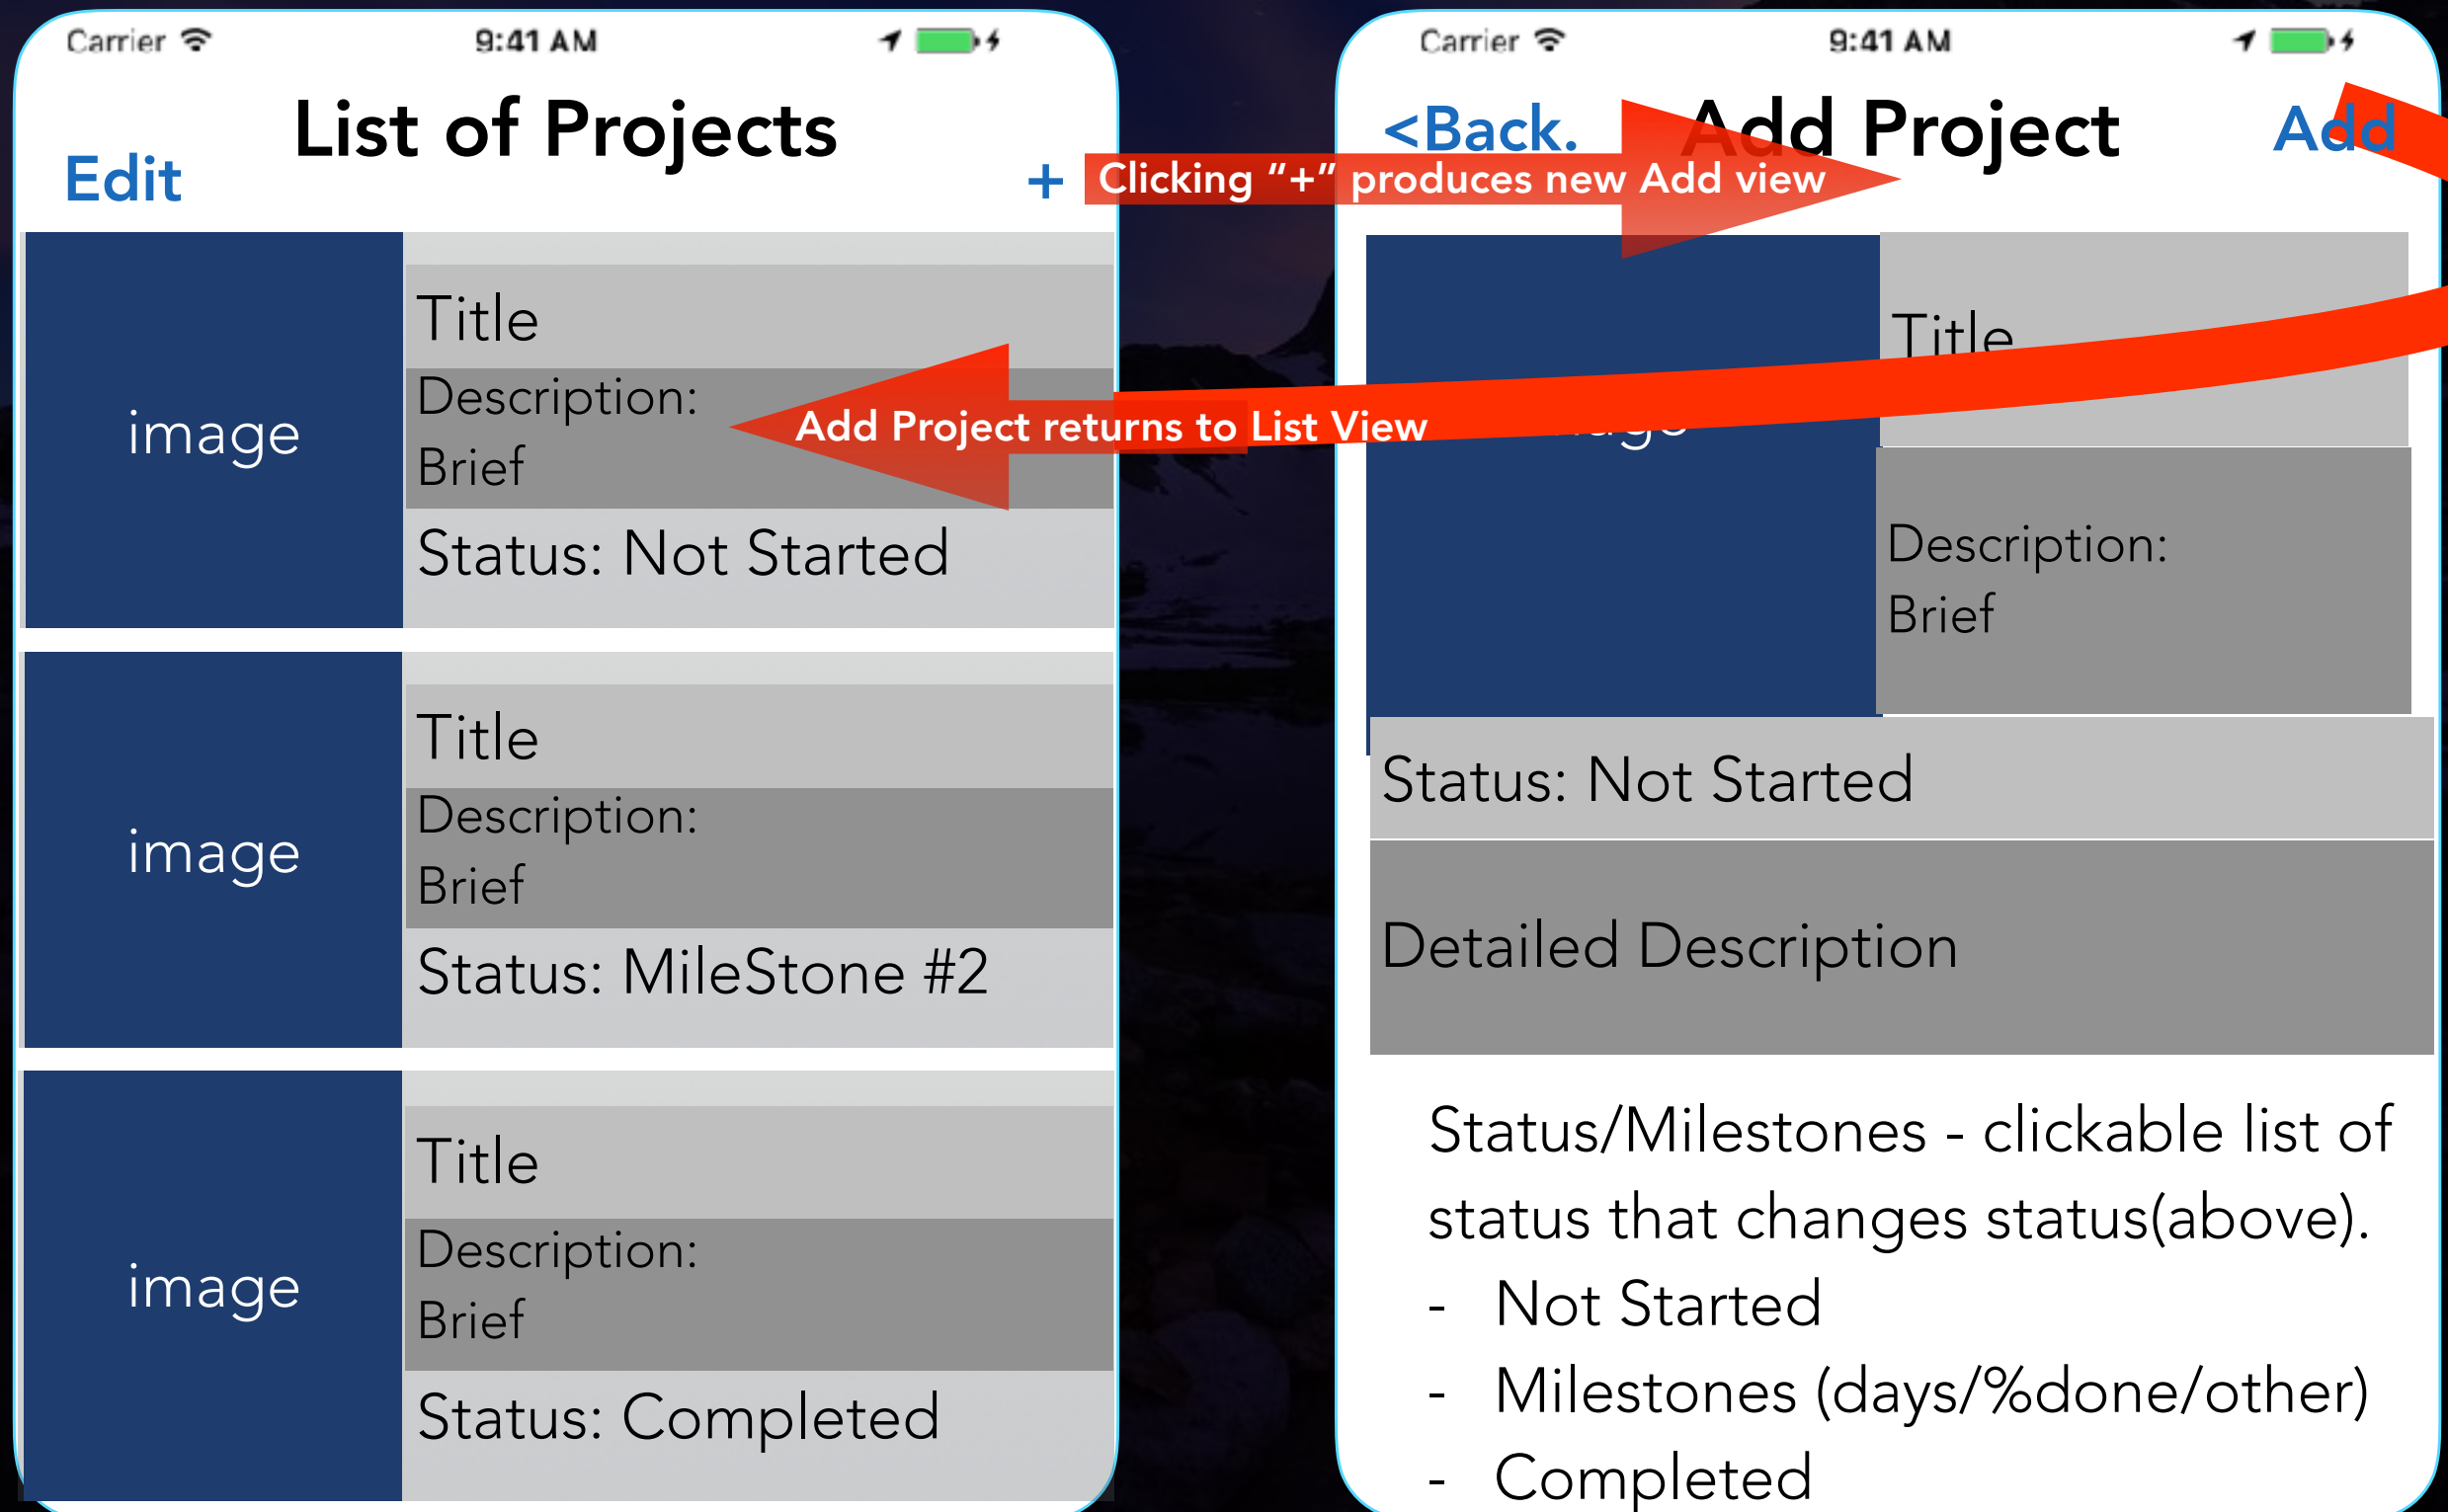 Carrier
9:41 AM
List of Projects
Edit
+
image
Title
Description:
Brief
Status: Not Started
image
Title
Description:
Brief
Status: MileStone #2
image
Title
Description:
Brief
Status: Completed
Clicking “+” produces new Add view
Add Project returns to List View
Carrier
9:41 AM
<Back.
Add Project
Add
Title
Description:
Brief
Status: Not Started
Detailed Description
Status/Milestones - clickable list of
status that changes status(above).
- Not Started
- Milestones (days/%done/other)
- Completed